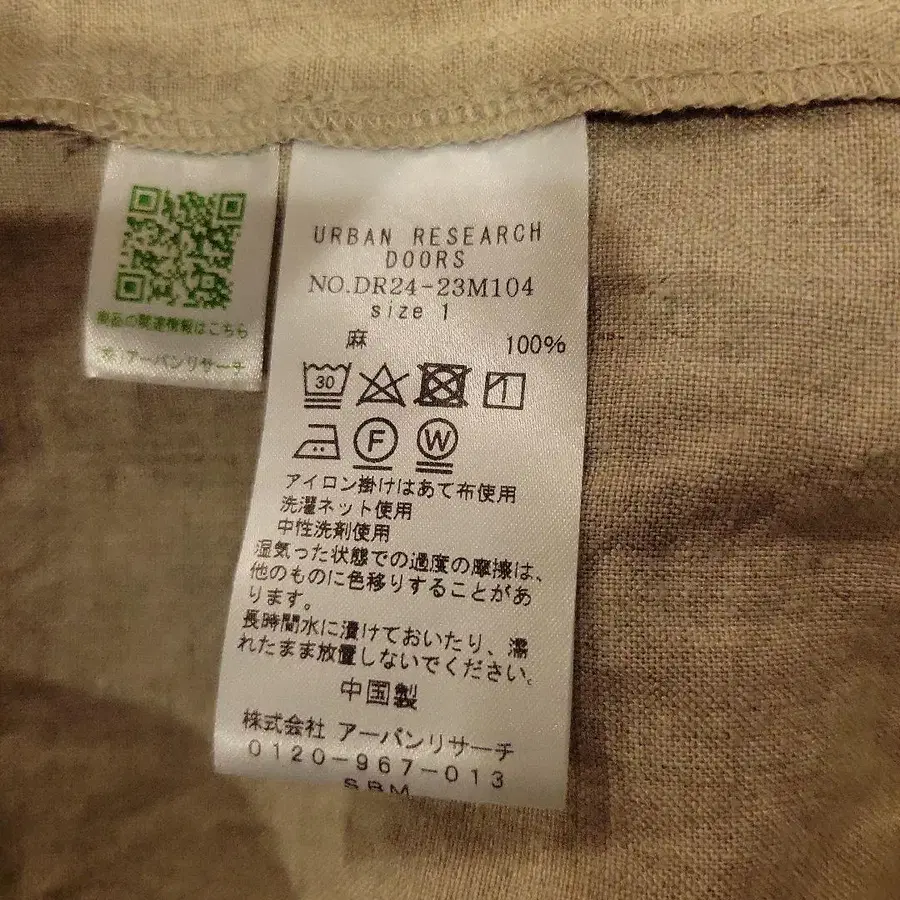 商品の関連情報はこちら
㈱アーバンリサーチ
URBAN RESEARCH
DOORS
NO.DR24-23M104
size 1
麻 100%
30
F W
アイロン掛けはあて布使用
洗濯ネット使用
中性洗剤使用
湿気った状態での過度の摩擦は、
他のものに色移りすることがあ
ります。
長時間水に漬けておいたり、濡
れたまま放置しないでください。
中国製
株式会社 アーバンリサーチ
0120-967-013
SBM